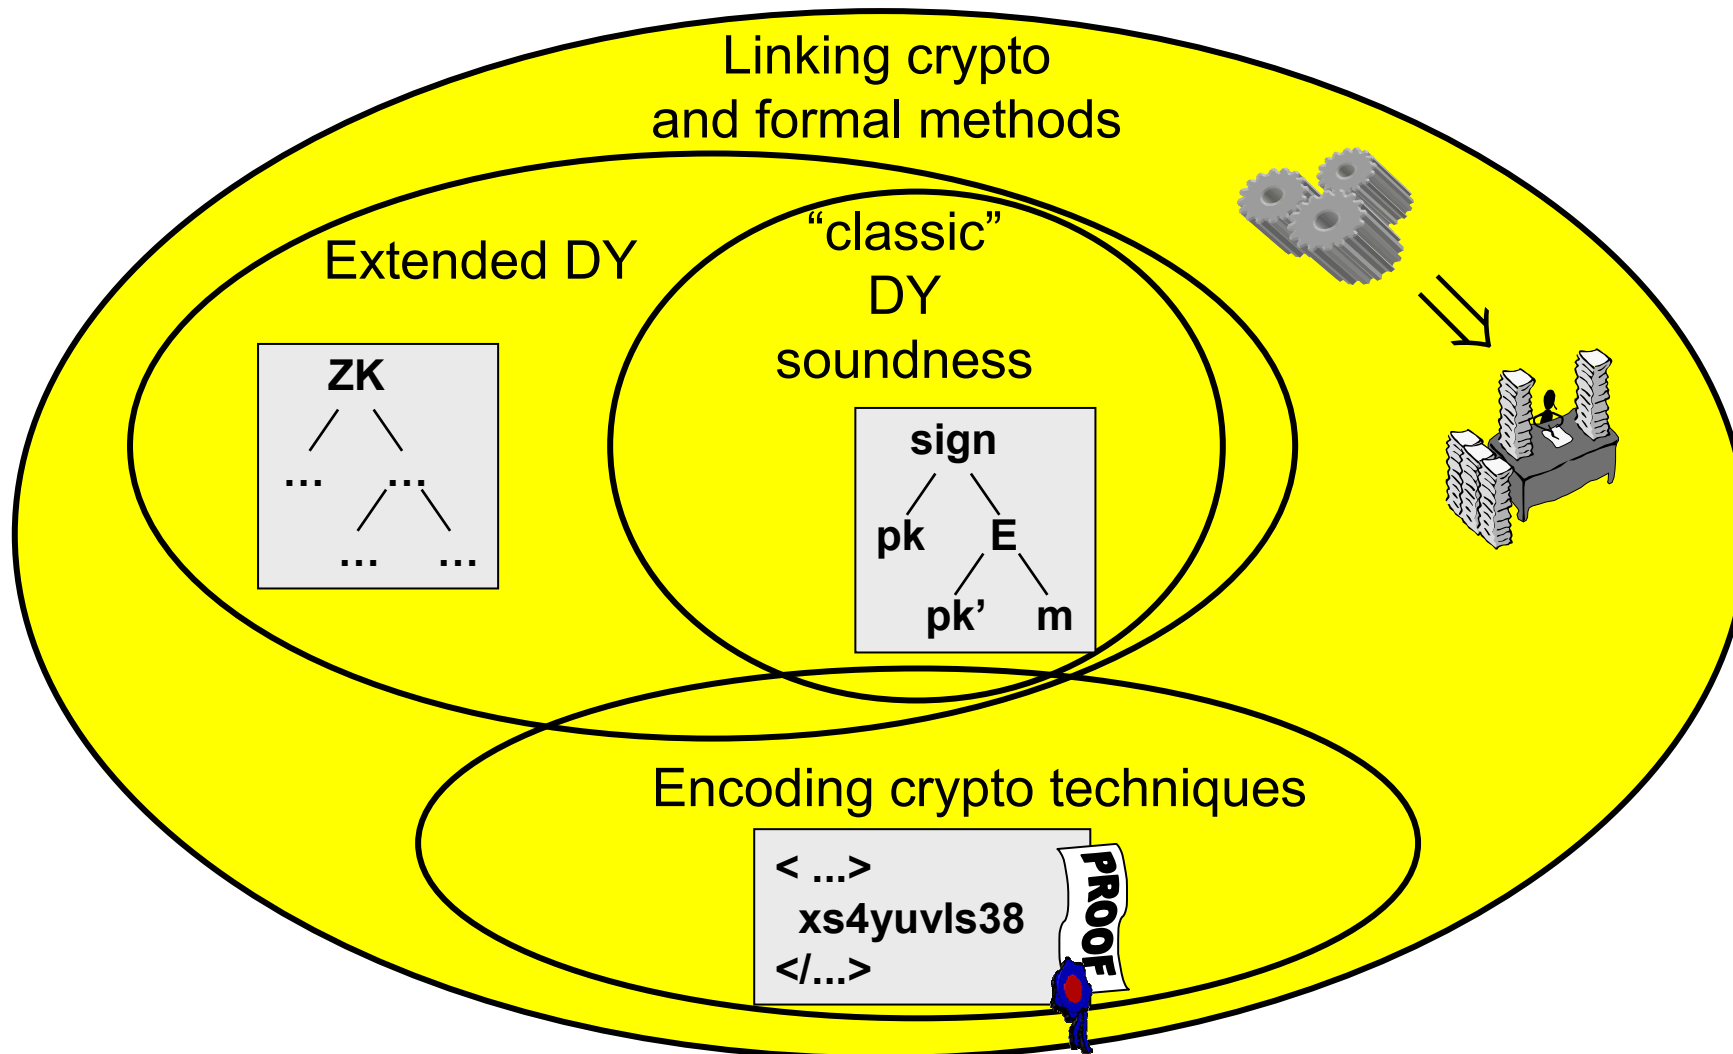 Linking crypto
and formal methods
Extended DY
“classic”
DY
soundness
ZK
... ...
... ...
sign
pk E
pk’ m
Encoding crypto techniques
< ...>
xs4yuvls38
</...>
PROOF